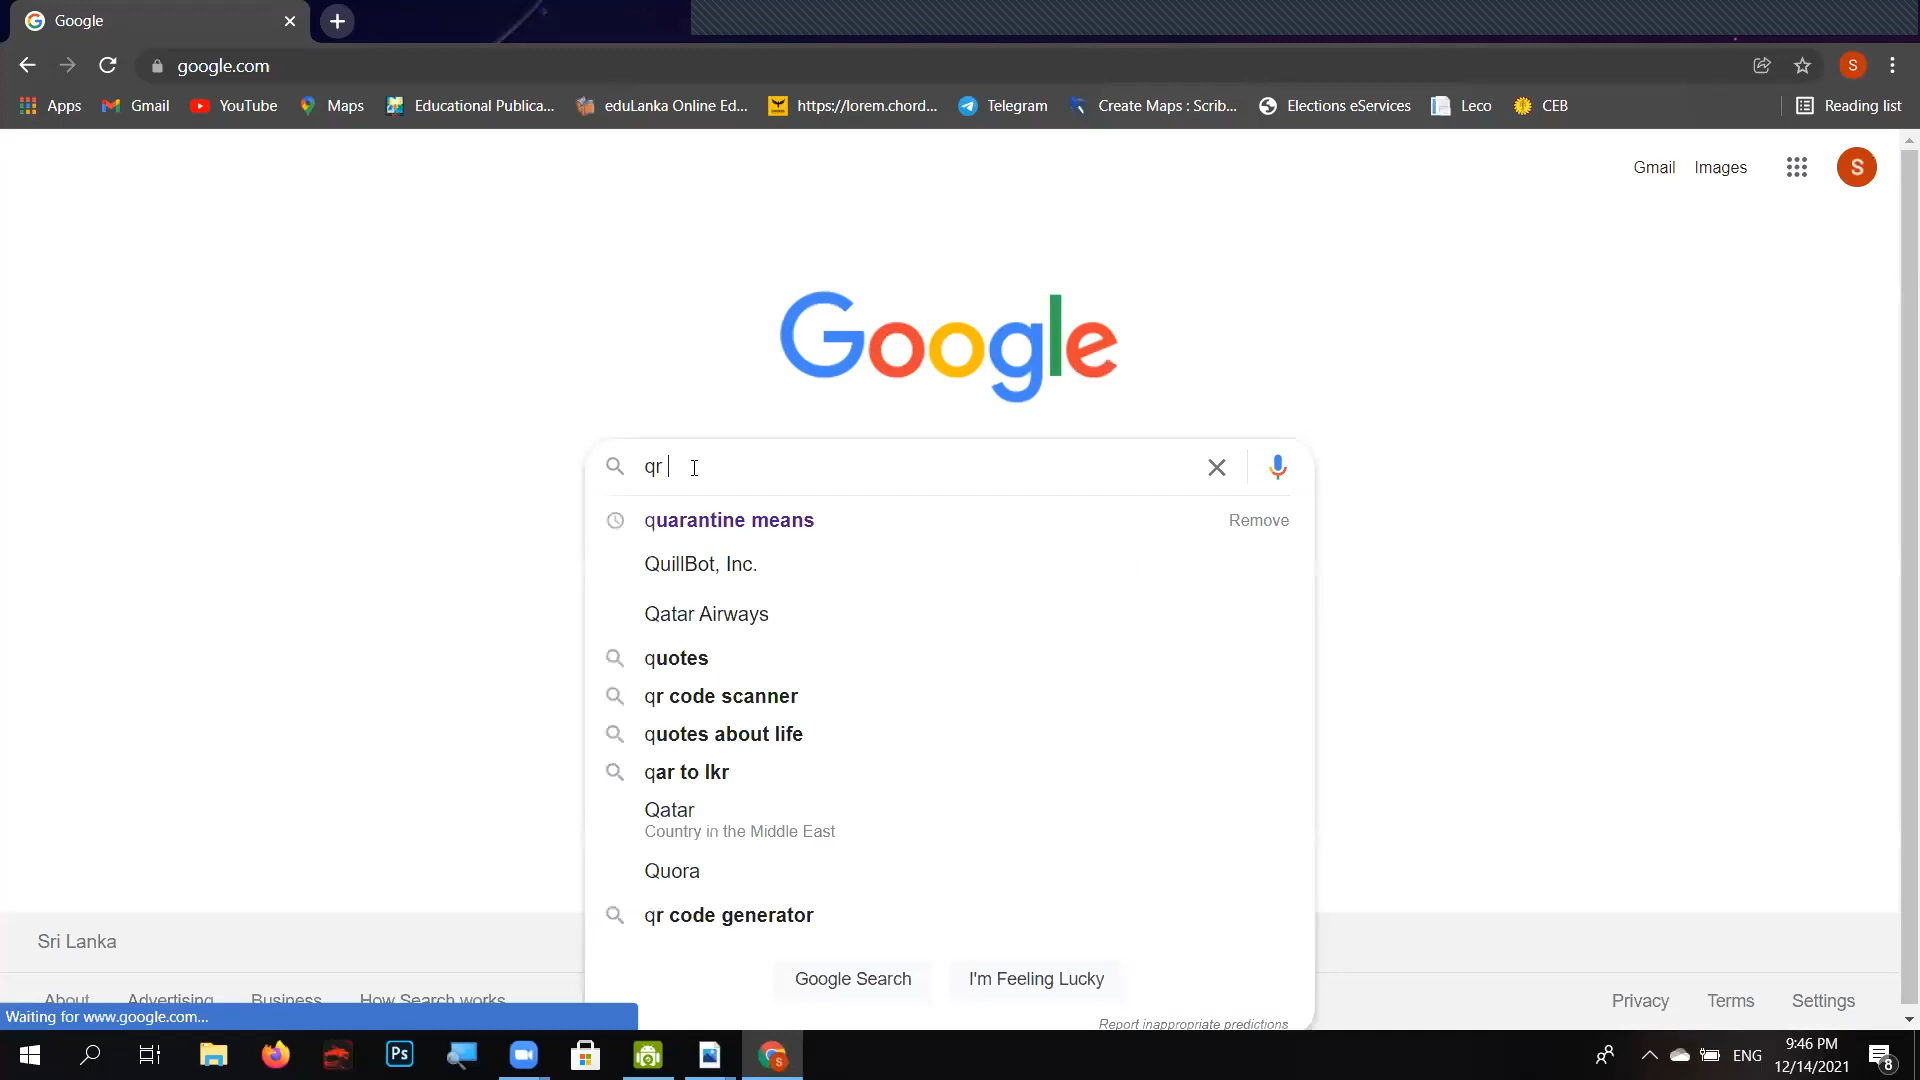 Google
google.com
Apps Gmail YouTube Maps Educational Publica... eduLanka Online Ed... https://lorem.chord... Telegram Create Maps : Scrib... Elections eServices Leco CEB Reading list
S
Gmail Images S
Google
qr
quarantine means Remove
QuillBot, Inc.
Qatar Airways
quotes
qr code scanner
quotes about life
qar to lkr
Qatar
Country in the Middle East
Quora
qr code generator
Sri Lanka
Google Search I'm Feeling Lucky
About Advertising Business How Search works Privacy Terms Settings
Waiting for www.google.com...
Report inappropriate predictions
Ps S ENG 9:46 PM
12/14/2021 8